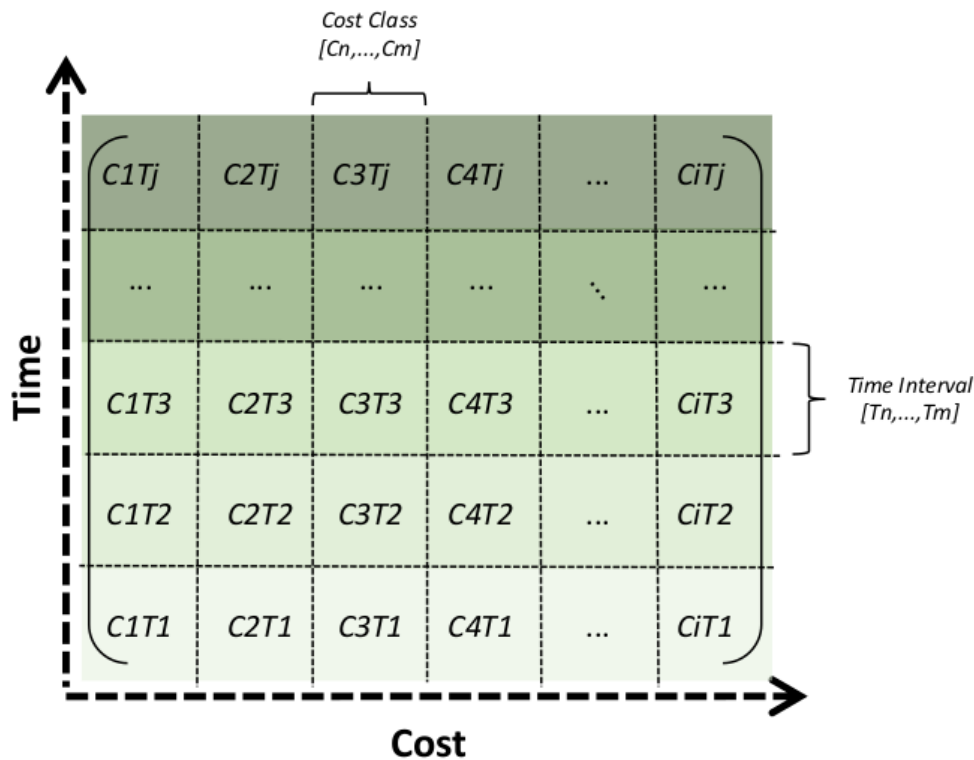 Cost Class
[Cn,...,Cm]
C1Tj C2Tj C3Tj C4Tj ... CiTj
... ... ... ... ⋱ ...
Time
C1T3 C2T3 C3T3 C4T3 ... CiT3
Time Interval
[Tn,...,Tm]
C1T2 C2T2 C3T2 C4T2 ... CiT2
C1T1 C2T1 C3T1 C4T1 ... CiT1
Cost